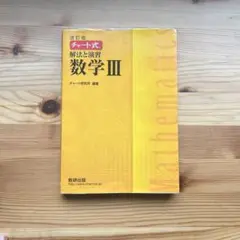 改訂版
チャート式
解法と演習
数学III
チャート研究所 編著
数研出版
Mathematics